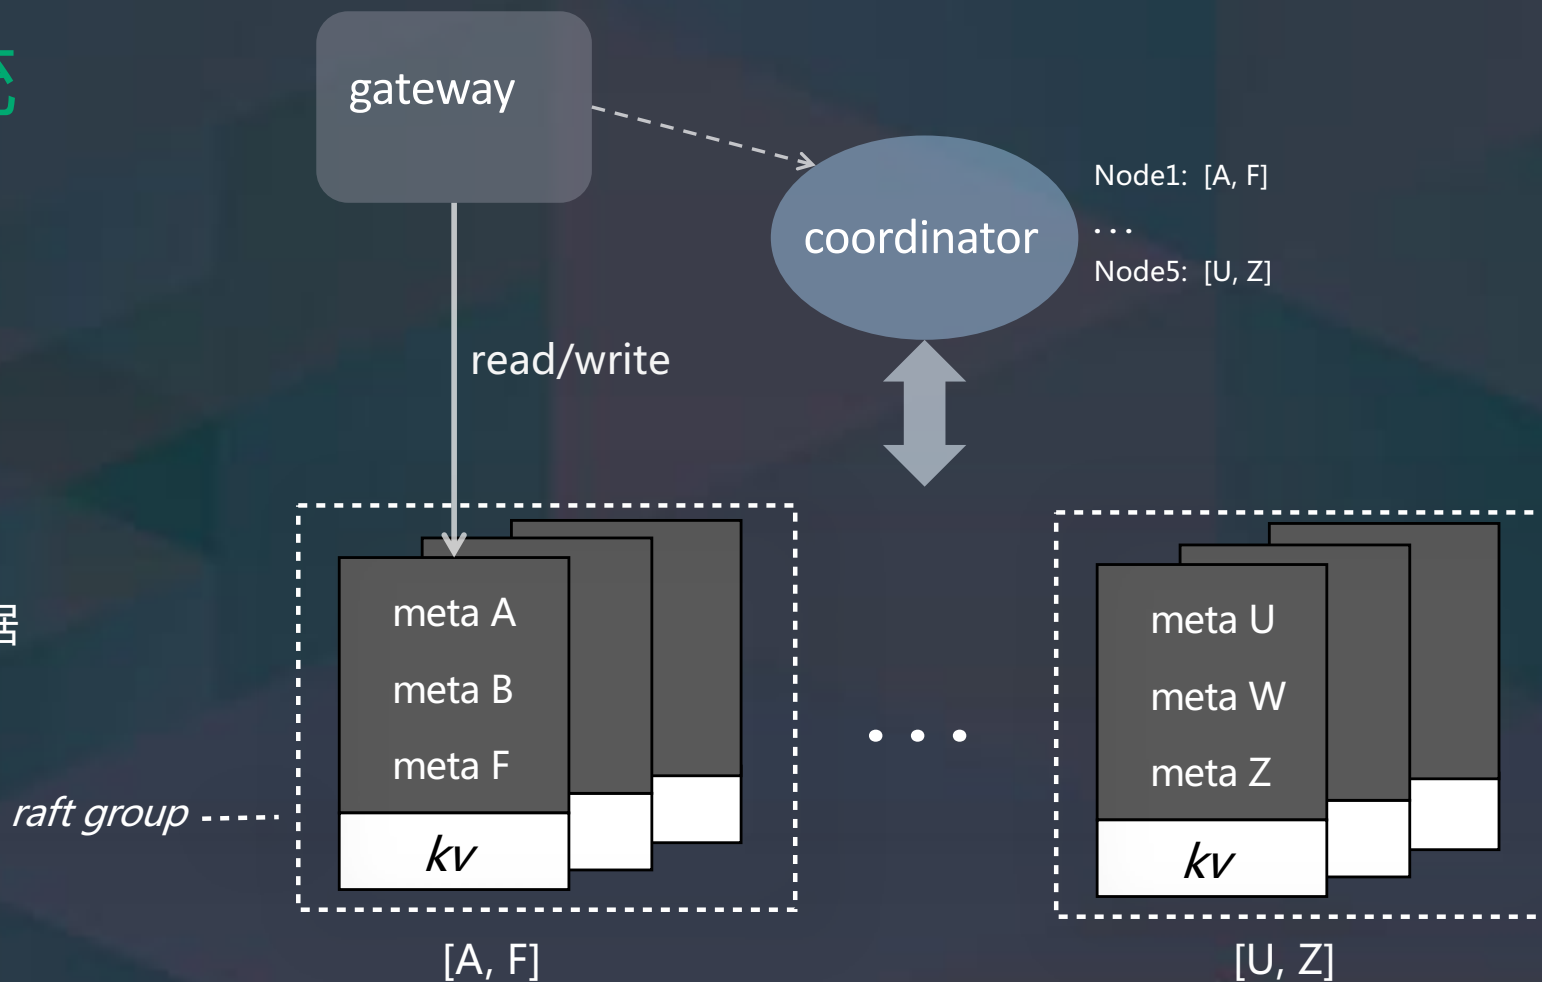 gateway
coordinator
Node1: [A, F]
...
Node5: [U, Z]
read/write
meta A
meta B
meta F
kv
raft group
[A, F]
...
meta U
meta W
meta Z
kv
[U, Z]